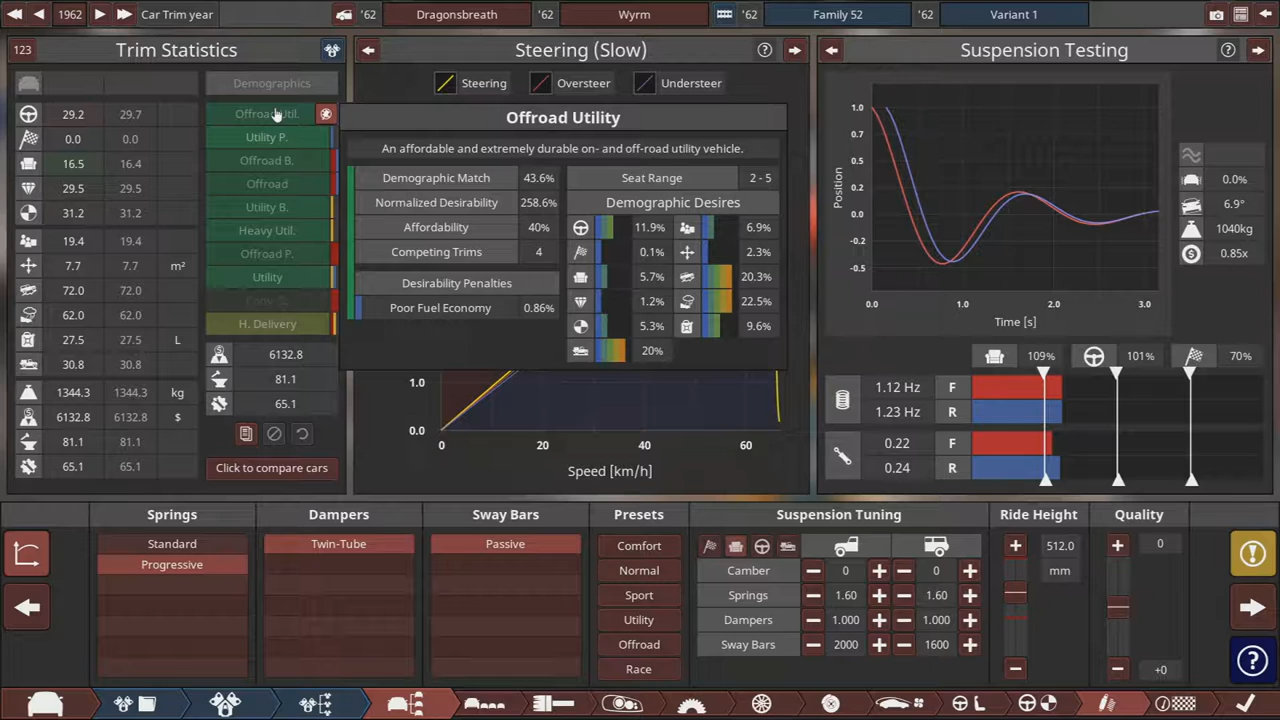 1962 Car Trim year '62 Dragonsbreath '62 Wyrm '62 Family 52 '62 Variant 1
123 Trim Statistics
Demographics
29.2 29.7 Offroad Util.
0.0 0.0 Utility P.
16.5 16.4 Offroad B.
29.5 29.5 Offroad
31.2 31.2 Utility B.
19.4 19.4 Heavy Util.
7.7 7.7 m² Offroad P.
72.0 72.0 Utility
62.0 62.0
27.5 27.5 L H. Delivery
30.8 30.8 6132.8
1344.3 1344.3 kg 81.1
6132.8 6132.8 $ 65.1
81.1 81.1
65.1 65.1 Click to compare cars
Steering (Slow)
Steering Oversteer Understeer
Offroad Utility
An affordable and extremely durable on- and off-road utility vehicle.
Demographic Match 43.6%
Normalized Desirability 258.6%
Affordability 40%
Competing Trims 4
Desirability Penalties
Poor Fuel Economy 0.86%
Seat Range 2 - 5
Demographic Desires
11.9% 6.9%
0.1% 2.3%
5.7% 20.3%
1.2% 22.5%
5.3% 9.6%
20%
1.0
0.0
0 20 40 60
Speed [km/h]
Suspension Testing
1.0
0.7
0.5
0.2
0.0
-0.2
-0.5
Position
0.0 1.0 2.0 3.0
Time [s]
0.0%
6.9°
1040kg
0.85x
109% 101% 70%
1.12 Hz F
1.23 Hz R
0.22 F
0.24 R
Springs
Standard
Progressive
Dampers
Twin-Tube
Sway Bars
Passive
Presets
Comfort
Normal
Sport
Utility
Offroad
Race
Suspension Tuning
Camber − 0 + − 0 +
Springs − 1.60 + − 1.60 +
Dampers − 1.000 + − 1.000 +
Sway Bars − 2000 + − 1600 +
Ride Height
+ 512.0
mm
−
Quality
+ 0
− +0